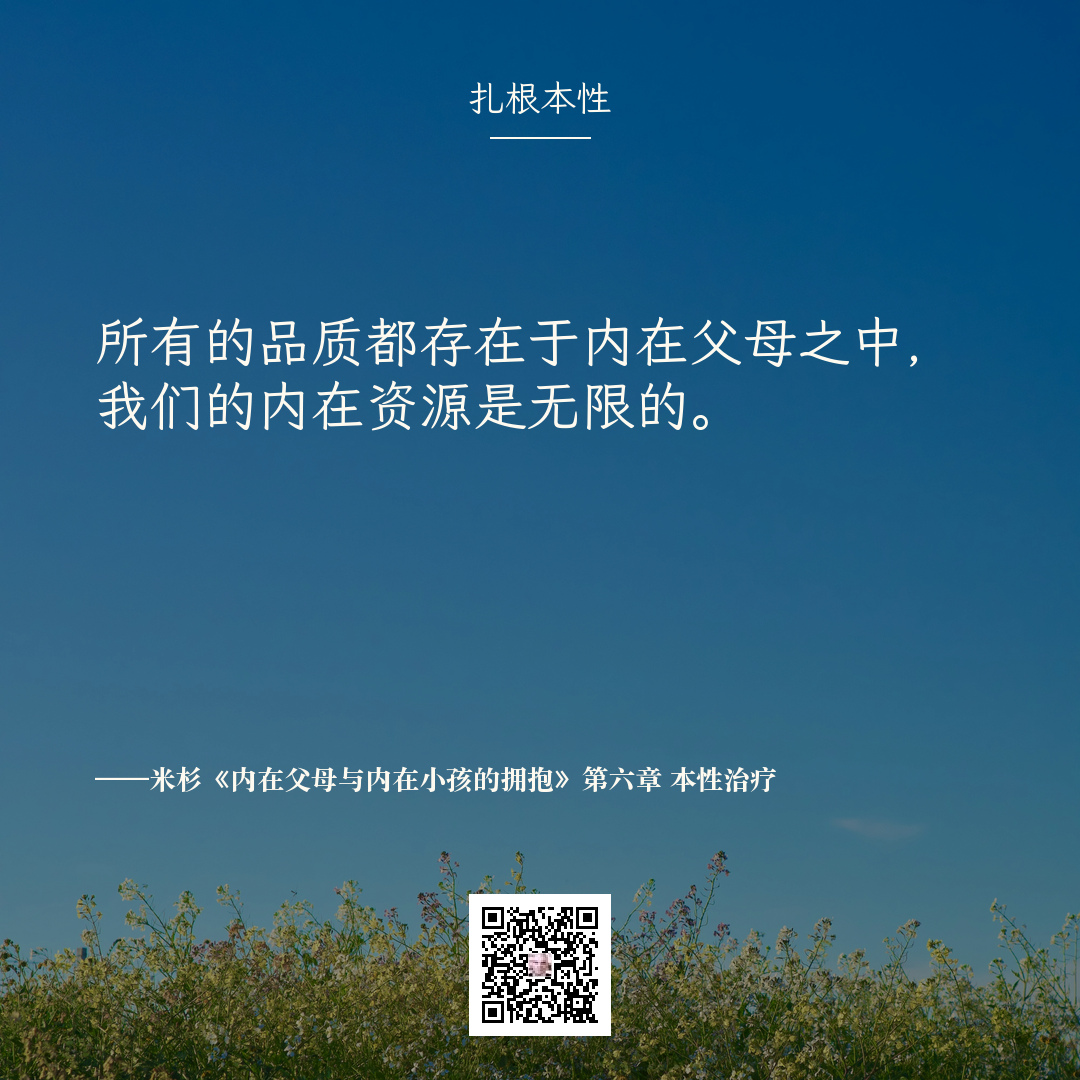 扎根本性
所有的品质都存在于内在父母之中，
我们的内在资源是无限的。
——米杉《内在父母与内在小孩的拥抱》第六章 本性治疗